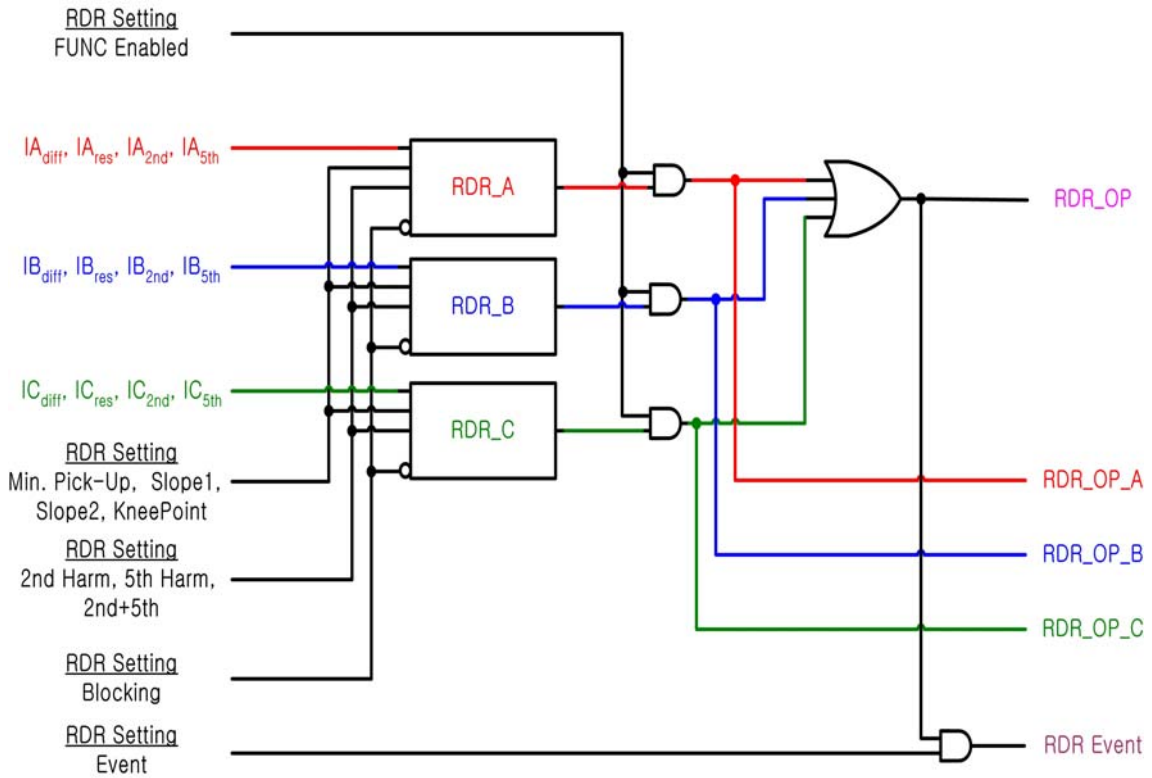 RDR Setting
FUNC Enabled
IAdiff, IAres, IA2nd, IA5th
RDR_A
RDR_OP
IBdiff, IBres, IB2nd, IB5th
RDR_B
ICdiff, ICres, IC2nd, IC5th
RDR_C
RDR Setting
Min. Pick-Up, Slope1,
Slope2, KneePoint
RDR_OP_A
RDR Setting
2nd Harm, 5th Harm,
2nd+5th
RDR_OP_B
RDR_OP_C
RDR Setting
Blocking
RDR Setting
Event
RDR Event